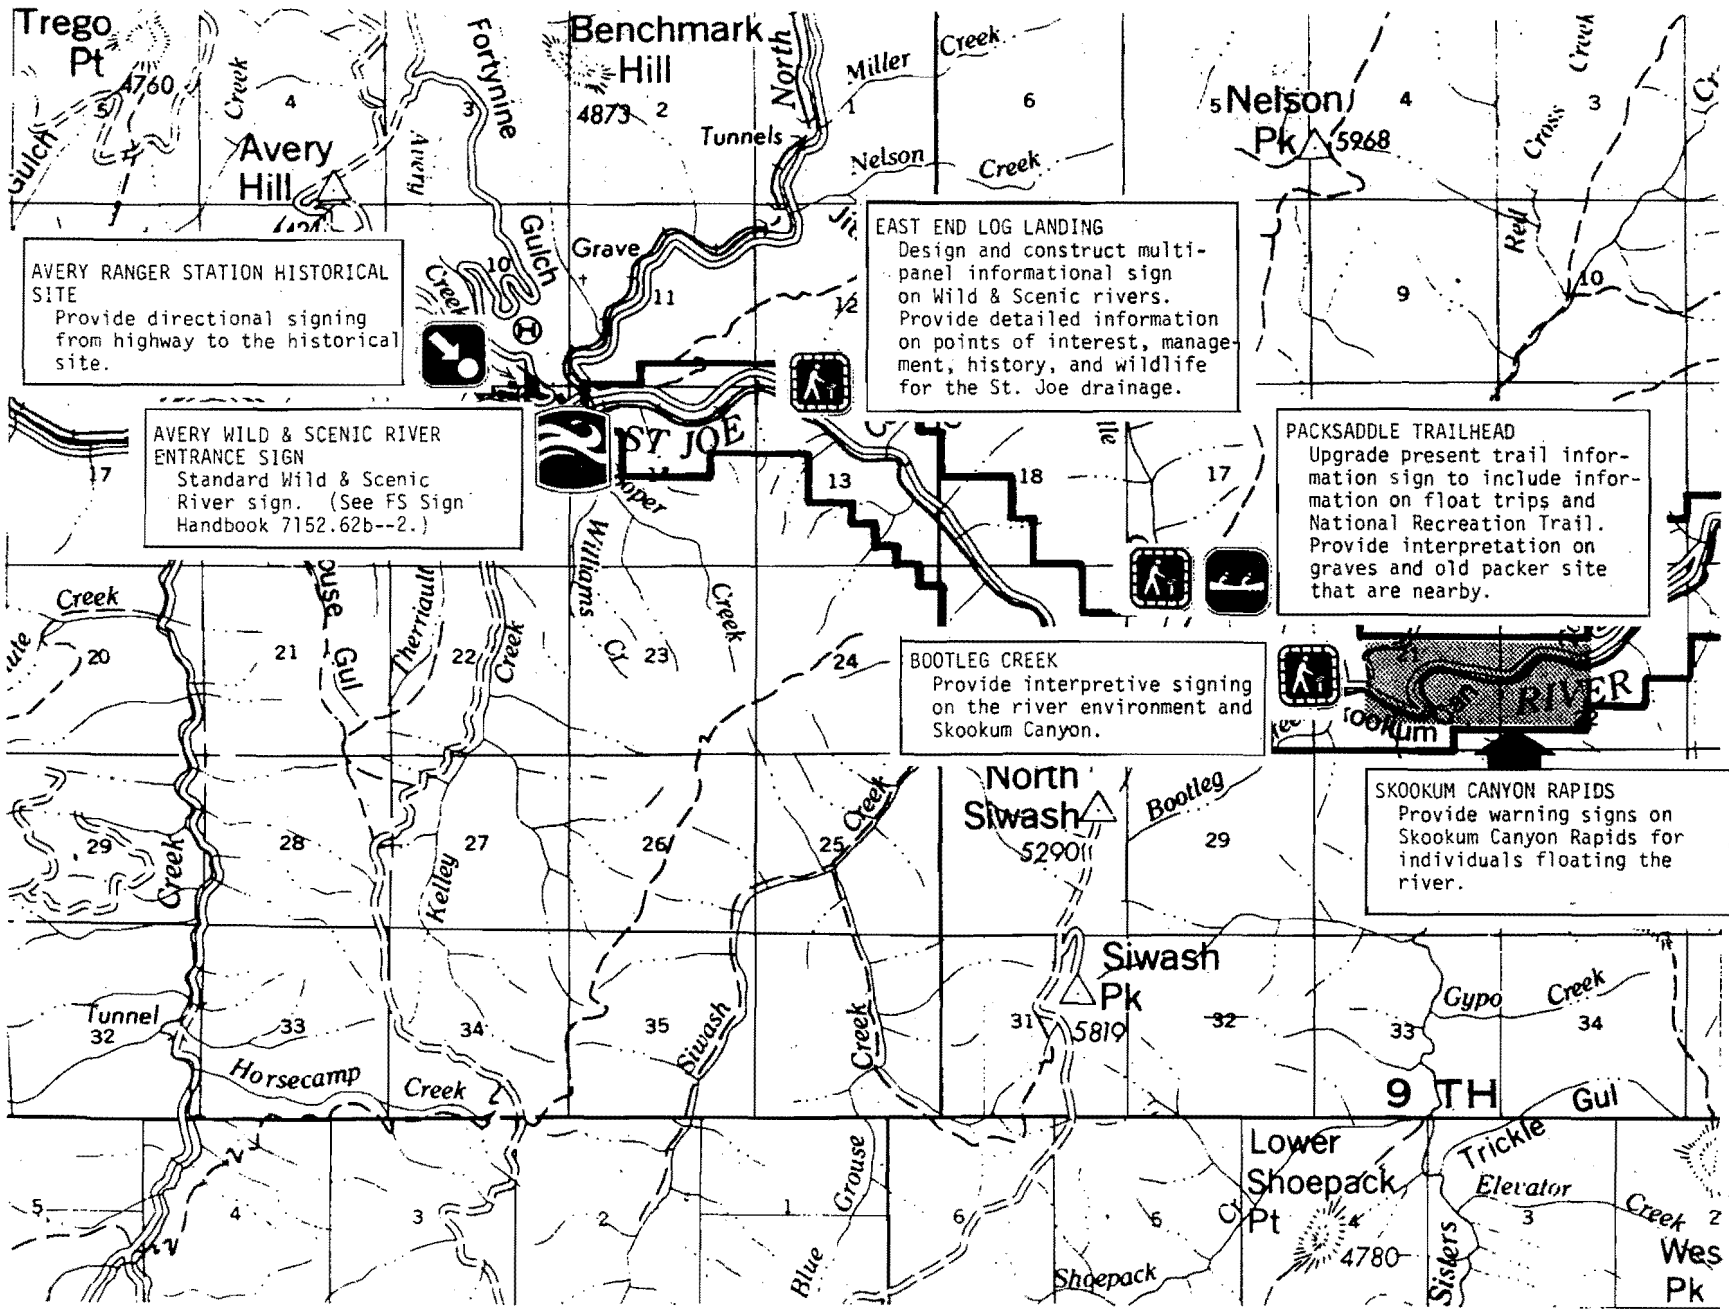 Trego
Pt
4760
Creek
5
4
Gulch
Avery
Hill
3
Fortynine
Avery
Gulch
Benchmark
Hill
4873
2
North
Tunnels
Miller
Creek
1
6
Nelson
Creek
5
Nelson
Pk
5968
4
Creek
3
Cross
Red
10
9
Grave
10
11
12
Creek
H
AVERY RANGER STATION HISTORICAL
SITE
Provide directional signing
from highway to the historical
site.
EAST END LOG LANDING
Design and construct multi-
panel informational sign
on Wild & Scenic rivers.
Provide detailed information
on points of interest, manage-
ment, history, and wildlife
for the St. Joe drainage.
17
AVERY WILD & SCENIC RIVER
ENTRANCE SIGN
Standard Wild & Scenic
River sign. (See FS Sign
Handbook 7152.62b--2.)
ST JOE
14
13
18
17
PACKSADDLE TRAILHEAD
Upgrade present trail infor-
mation sign to include infor-
mation on float trips and
National Recreation Trail.
Provide interpretation on
graves and old packer site
that are nearby.
Creek
20
21
Gul
Therriault
22
Creek
Williams
Cr
23
Creek
24
BOOTLEG CREEK
Provide interpretive signing
on the river environment and
Skookum Canyon.
RIVER
ookum
SKOOKUM CANYON RAPIDS
Provide warning signs on
Skookum Canyon Rapids for
individuals floating the
river.
29
Creek
28
27
Kelley
26
25
Creek
North
Siwash
5290
Bootleg
29
Siwash
Pk
5819
Tunnel
32
33
34
35
Siwash
Creek
31
32
33
Gypo
Creek
34
Horsecamp
Creek
9 TH
Gul
5
4
3
2
1
Grouse
Blue
6
5
Shoepack
Cr
Lower
Shoepack
Pt
4
4780
Sisters
Trickle
Elevator
Creek
3
2
Wes
Pk